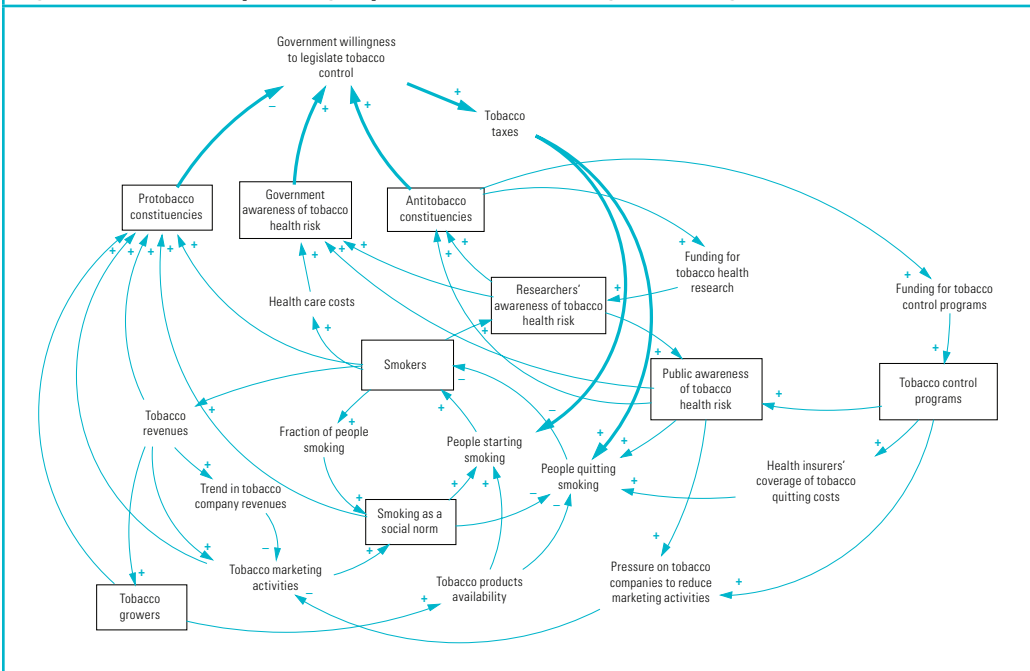 Government willingness
to legislate tobacco
control
–
+
+
+
Tobacco
taxes
Protobacco
constituencies
Government
awareness of tobacco
health risk
Antitobacco
constituencies
+
+
+
+
+
+
+
+
+
+
+
Funding for
tobacco health
research
+
Funding for tobacco
control programs
+
Researchers'
awareness of tobacco
health risk
+
Health care costs
+
+
+
Smokers
–
+
Public awareness
of tobacco
health risk
+
Tobacco control
programs
+
+
Tobacco
revenues
+
Fraction of people
smoking
+
+
People starting
smoking
–
+
+
People quitting
smoking
+
Health insurers'
coverage of tobacco
quitting costs
+
+
Trend in tobacco
company revenues
+
Smoking as a
social norm
+
+
+
–
–
–
+
+
Tobacco marketing
activities
–
Tobacco products
availability
+
Pressure on tobacco
companies to reduce
marketing activities
+
+
Tobacco
growers
+